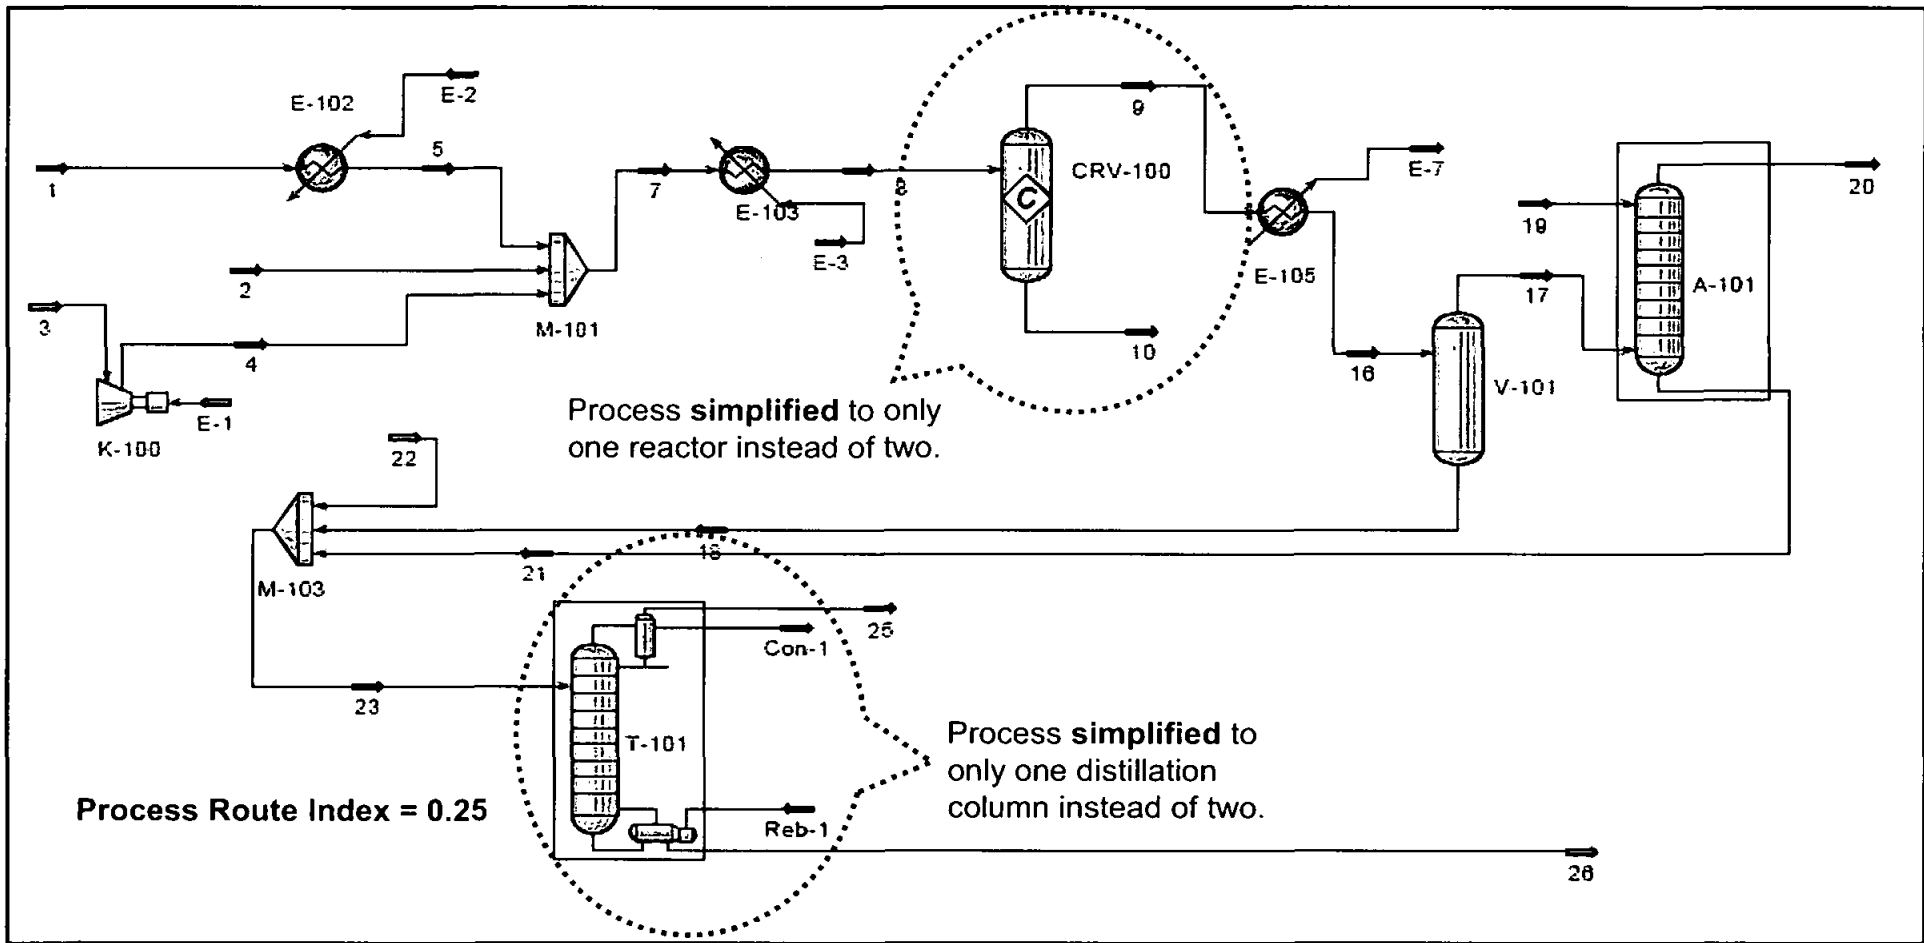 E-2
E-102
1
5
7
8
E-103
E-3
2
3
4
M-101
K-100
E-1
9
CRV-100
10
E-7
E-105
16
17
V-101
19
20
A-101
Process simplified to only
one reactor instead of two.
22
M-103
21
18
25
Con-1
23
T-101
Reb-1
26
Process simplified to
only one distillation
column instead of two.
Process Route Index = 0.25